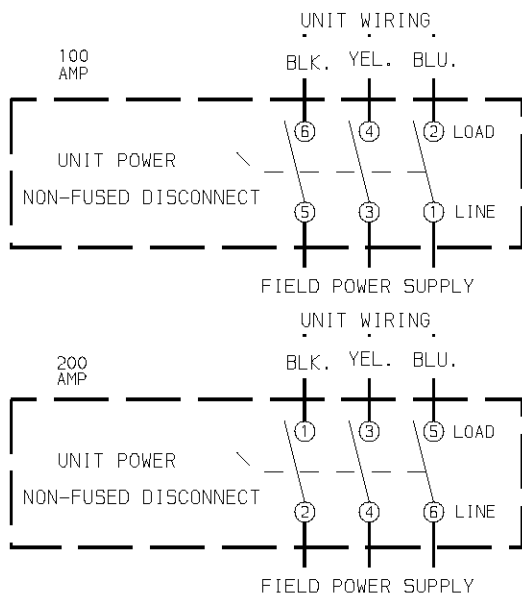 UNIT WIRING
100
AMP
BLK. YEL. BLU.
6 4 2 LOAD
UNIT POWER
NON-FUSED DISCONNECT
5 3 1 LINE
FIELD POWER SUPPLY
UNIT WIRING
200
AMP
BLK. YEL. BLU.
1 3 5 LOAD
UNIT POWER
NON-FUSED DISCONNECT
2 4 6 LINE
FIELD POWER SUPPLY